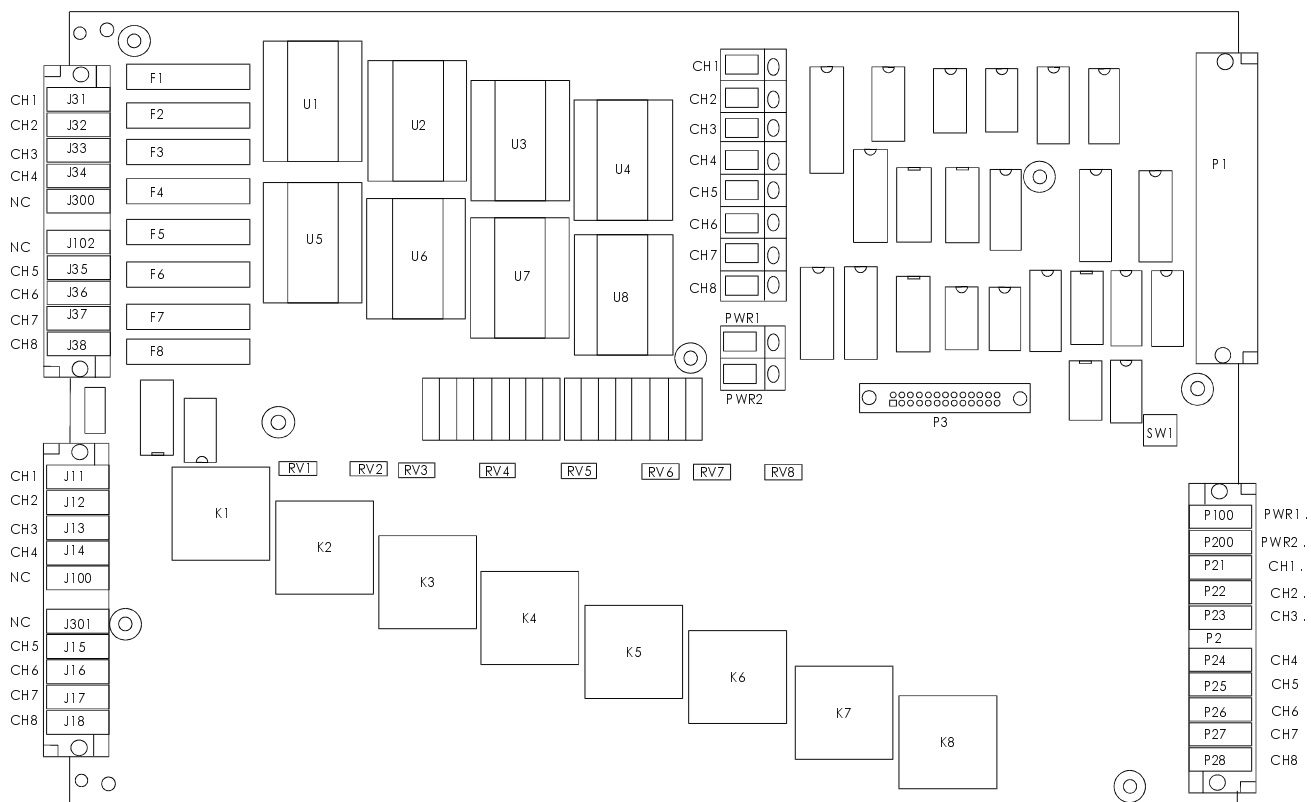 CH1 J31
CH2 J32
CH3 J33
CH4 J34
NC J300
NC J102
CH5 J35
CH6 J36
CH7 J37
CH8 J38
F1
F2
F3
F4
F5
F6
F7
F8
U1 U2 U3 U4
U5 U6 U7 U8
CH1
CH2
CH3
CH4
CH5
CH6
CH7
CH8
PWR1
PWR2
P1
P3
SW1
RV1 RV2 RV3 RV4 RV5 RV6 RV7 RV8
CH1 J11
CH2 J12
CH3 J13
CH4 J14
NC J100
NC J301
CH5 J15
CH6 J16
CH7 J17
CH8 J18
K1
K2
K3
K4
K5
K6
K7
K8
P100 PWR1 .
P200 PWR2 .
P21 CH1 .
P22 CH2 .
P23 CH3 .
P2
P24 CH4
P25 CH5
P26 CH6
P27 CH7
P28 CH8